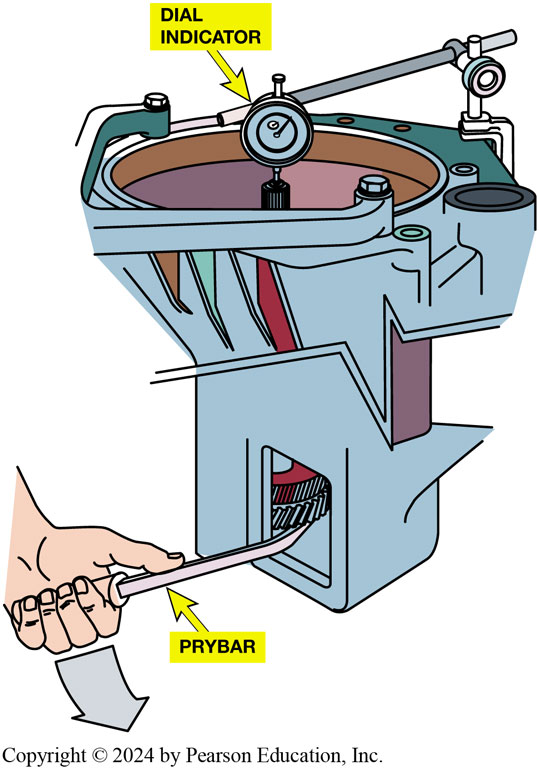 DIAL
INDICATOR
PRYBAR
Copyright © 2024 by Pearson Education, Inc.